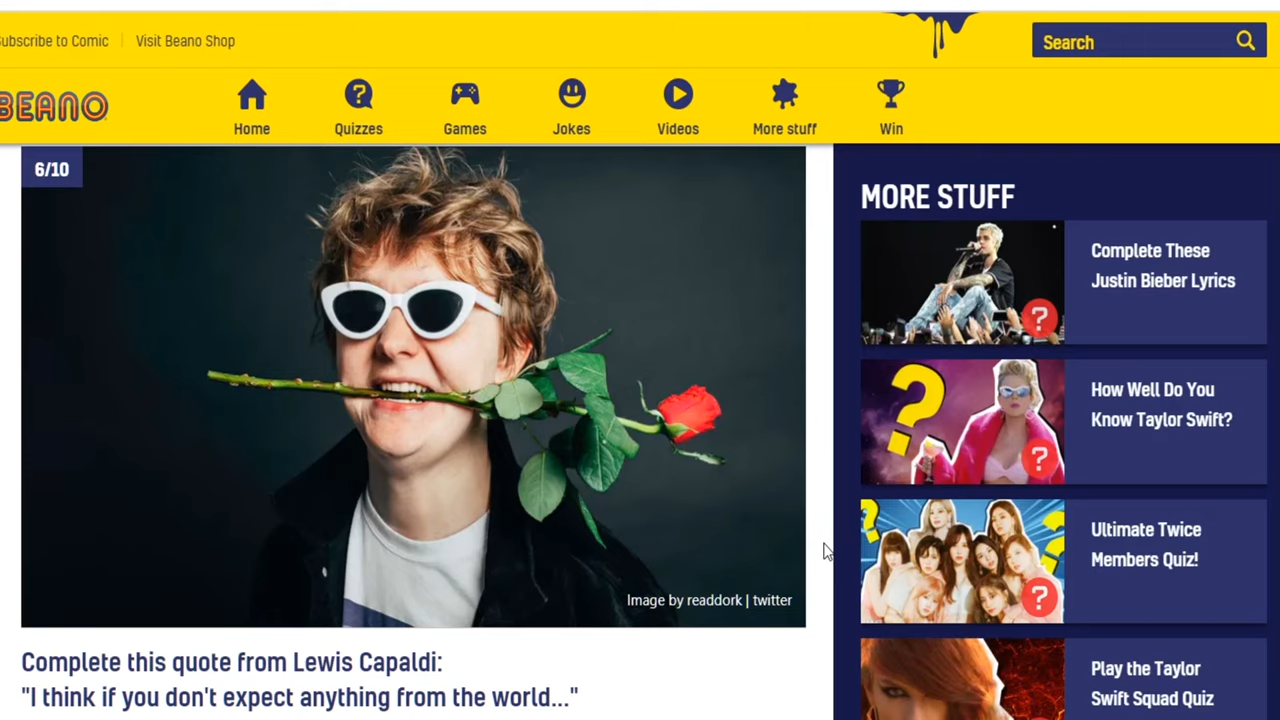 Subscribe to Comic
Visit Beano Shop
Search
BEANO
Home
Quizzes
Games
Jokes
Videos
More stuff
Win
6/10
Image by readdork | twitter
Complete this quote from Lewis Capaldi:
"I think if you don't expect anything from the world..."
MORE STUFF
Complete These
Justin Bieber Lyrics
?
How Well Do You
Know Taylor Swift?
?
?
Ultimate Twice
Members Quiz!
?
?
?
Play the Taylor
Swift Squad Quiz